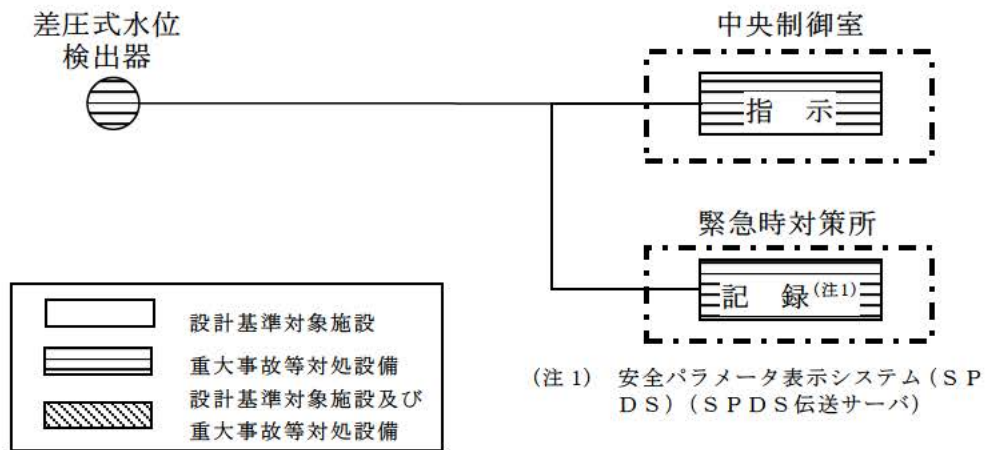 差圧式水位
検出器
中央制御室
指　示
緊急時対策所
記　録(注1)
設計基準対象施設
重大事故等対処設備
設計基準対象施設及び
重大事故等対処設備
(注 1)　安全パラメータ表示システム(ＳＰ
ＤＳ)(ＳＰＤＳ伝送サーバ)